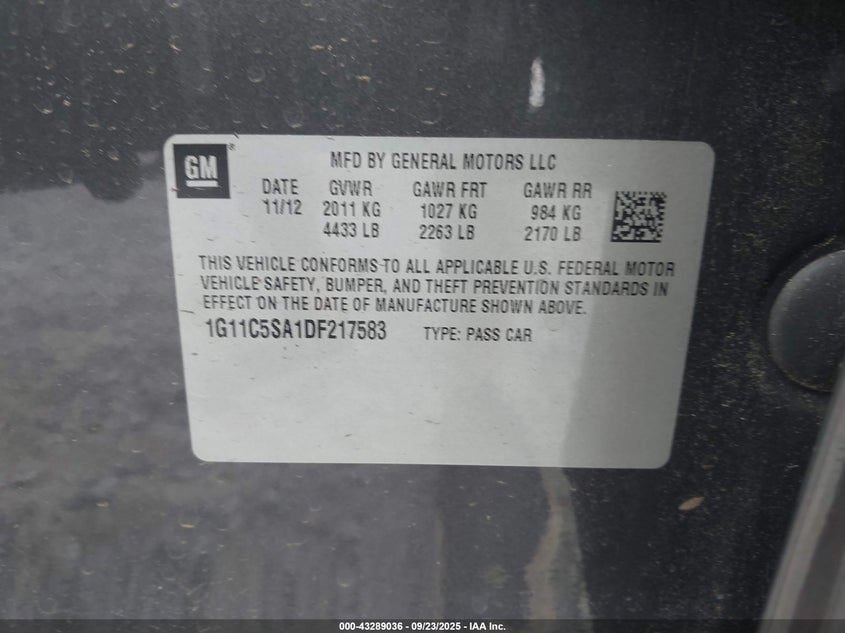 GM
MFD BY GENERAL MOTORS LLC
DATE GVWR GAWR FRT GAWR RR
11/12 2011 KG 1027 KG 984 KG
4433 LB 2263 LB 2170 LB
THIS VEHICLE CONFORMS TO ALL APPLICABLE U.S. FEDERAL MOTOR
VEHICLE SAFETY, BUMPER, AND THEFT PREVENTION STANDARDS IN
EFFECT ON THE DATE OF MANUFACTURE SHOWN ABOVE.
1G11C5SA1DF217583 TYPE: PASS CAR
000-43289036 - 09/23/2025 - IAA Inc.